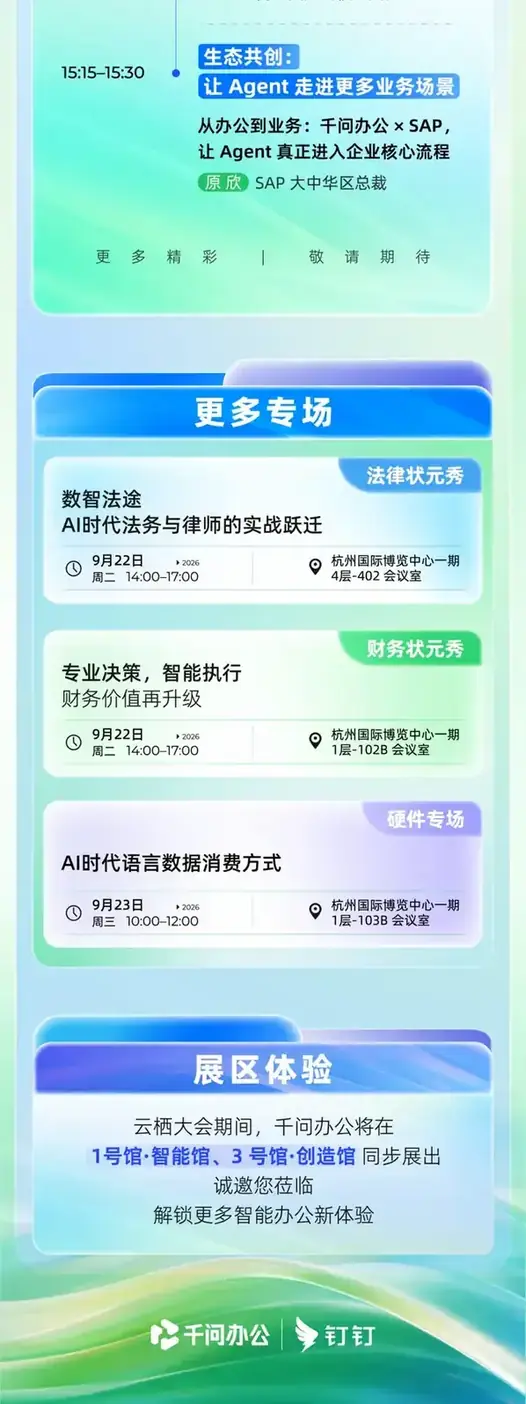 15:15–15:30
生态共创：
让 Agent 走进更多业务场景
从办公到业务：千问办公 × SAP，
让 Agent 真正进入企业核心流程
原 欣 SAP 大中华区总裁
更多精彩 | 敬请期待
更多专场
法律状元秀
数智法途
AI时代法务与律师的实战跃迁
9月22日 2026
周二 14:00–17:00
杭州国际博览中心一期
4层-402 会议室
财务状元秀
专业决策，智能执行
财务价值再升级
9月22日 2026
周二 14:00–17:00
杭州国际博览中心一期
1层-102B 会议室
硬件专场
AI时代语言数据消费方式
9月23日 2026
周三 10:00–12:00
杭州国际博览中心一期
1层-103B 会议室
展区体验
云栖大会期间，千问办公将在
1号馆·智能馆、3 号馆·创造馆 同步展出
诚邀您莅临
解锁更多智能办公新体验
千问办公 | 钉钉